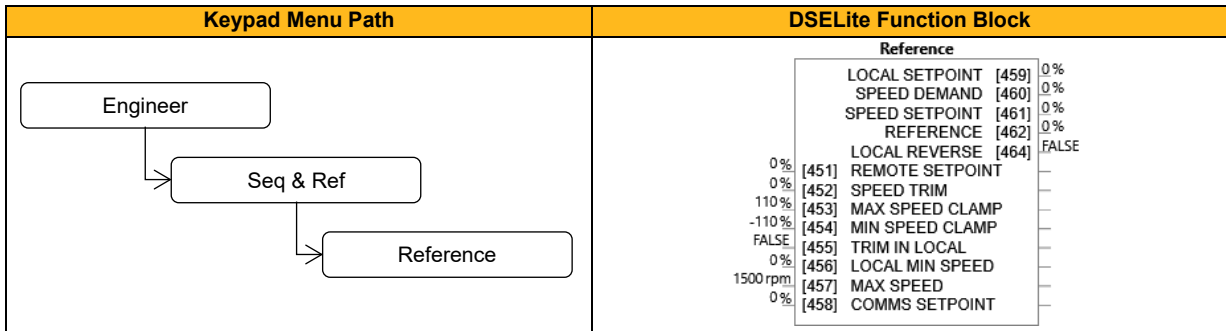 Keypad Menu Path
DSELite Function Block
Engineer
Seq & Ref
Reference
Reference
LOCAL SETPOINT [459] 0 %
SPEED DEMAND [460] 0 %
SPEED SETPOINT [461] 0 %
REFERENCE [462] 0 %
LOCAL REVERSE [464] FALSE
0 % [451] REMOTE SETPOINT
0 % [452] SPEED TRIM
110 % [453] MAX SPEED CLAMP
-110 % [454] MIN SPEED CLAMP
FALSE [455] TRIM IN LOCAL
0 % [456] LOCAL MIN SPEED
1500 rpm [457] MAX SPEED
0 % [458] COMMS SETPOINT